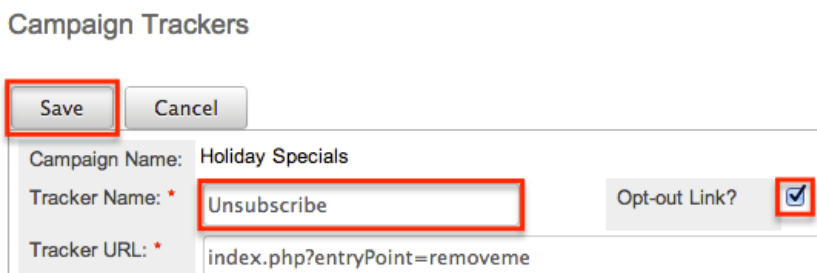 Campaign Trackers
Save Cancel
Campaign Name: Holiday Specials
Tracker Name: * Unsubscribe Opt-out Link?
Tracker URL: * index.php?entryPoint=removeme